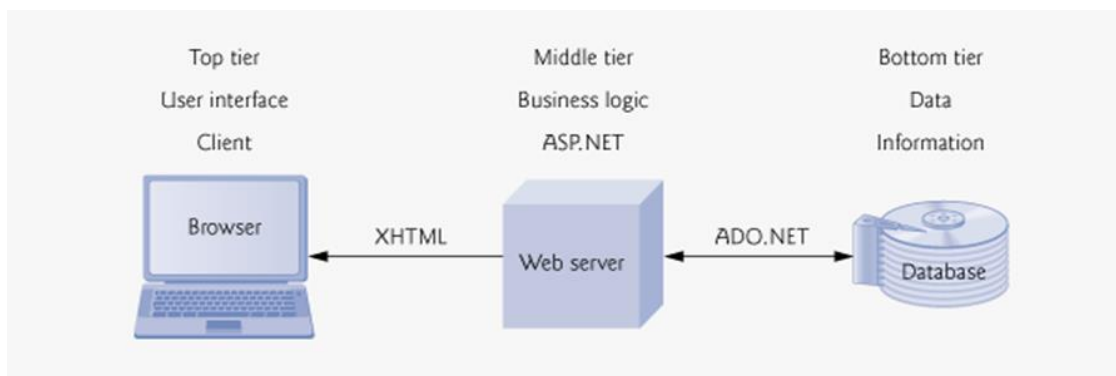 Top tier
User interface
Client
Browser
XHTML
Middle tier
Business logic
ASP.NET
Web server
ADO.NET
Bottom tier
Data
Information
Database